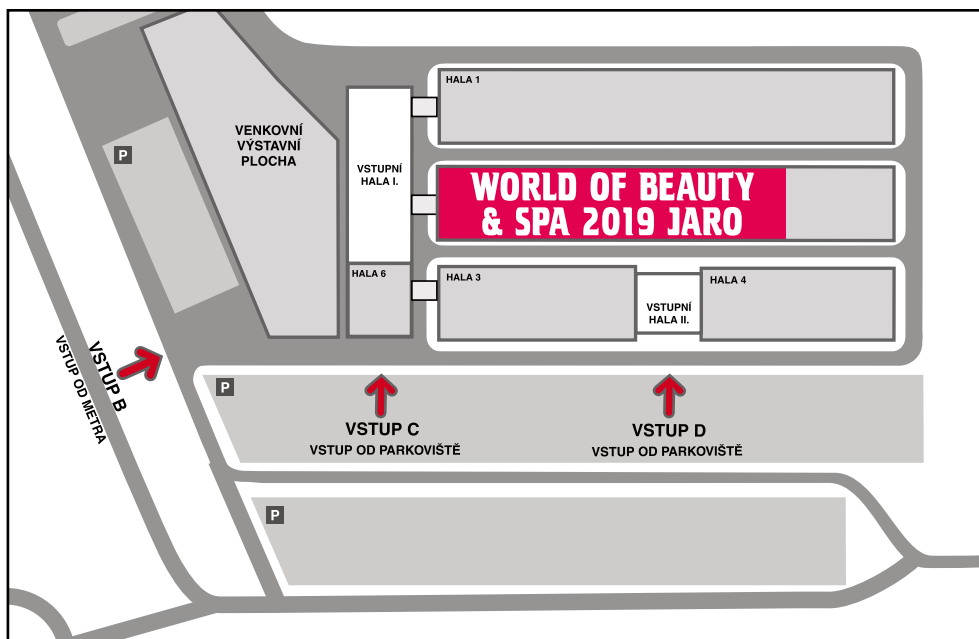 HALA 1
P
VENKOVNÍ
VÝSTAVNÍ
PLOCHA
VSTUPNÍ
HALA I.
WORLD OF BEAUTY
& SPA 2019 JARO
HALA 6
HALA 3
VSTUPNÍ
HALA II.
HALA 4
VSTUP B
VSTUP OD METRA
P
VSTUP C
VSTUP OD PARKOVIŠTĚ
VSTUP D
VSTUP OD PARKOVIŠTĚ
P